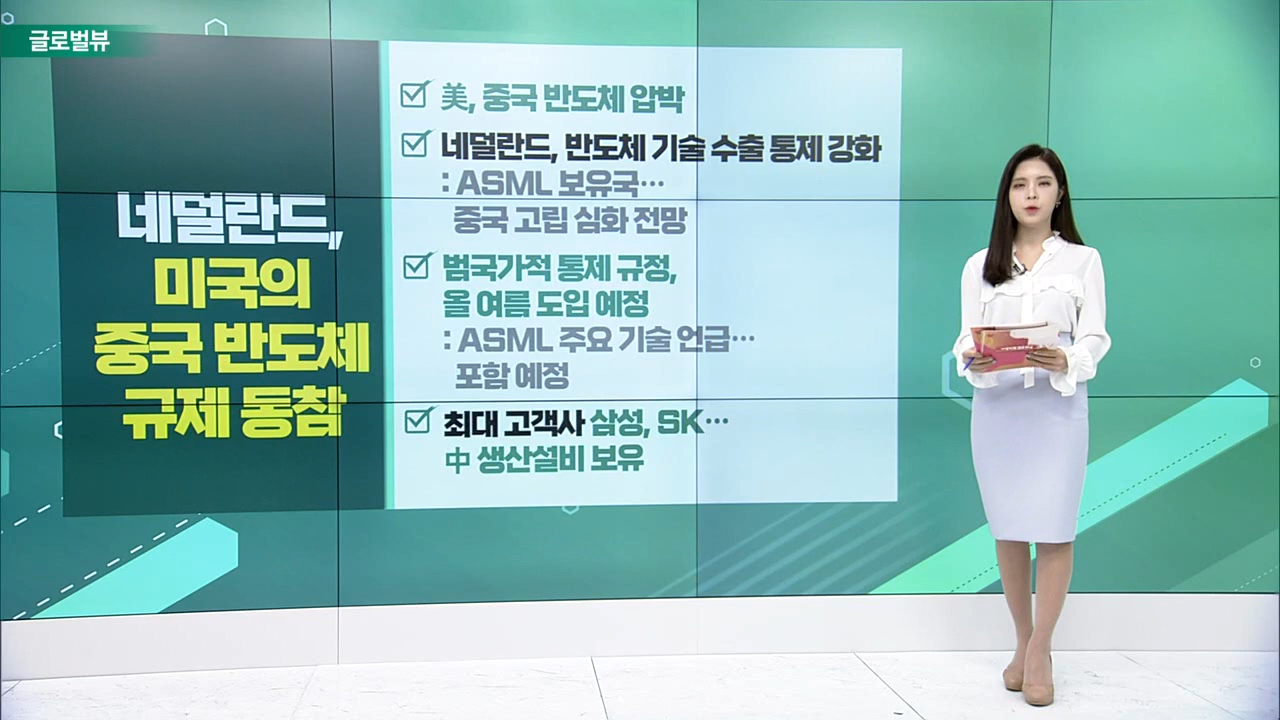 글로벌뷰
네덜란드,
미국의
중국 반도체
규제 동참
美, 중국 반도체 압박
네덜란드, 반도체 기술 수출 통제 강화
: ASML 보유국…
중국 고립 심화 전망
범국가적 통제 규정,
올 여름 도입 예정
: ASML 주요 기술 언급…
포함 예정
최대 고객사 삼성, SK…
中 생산설비 보유